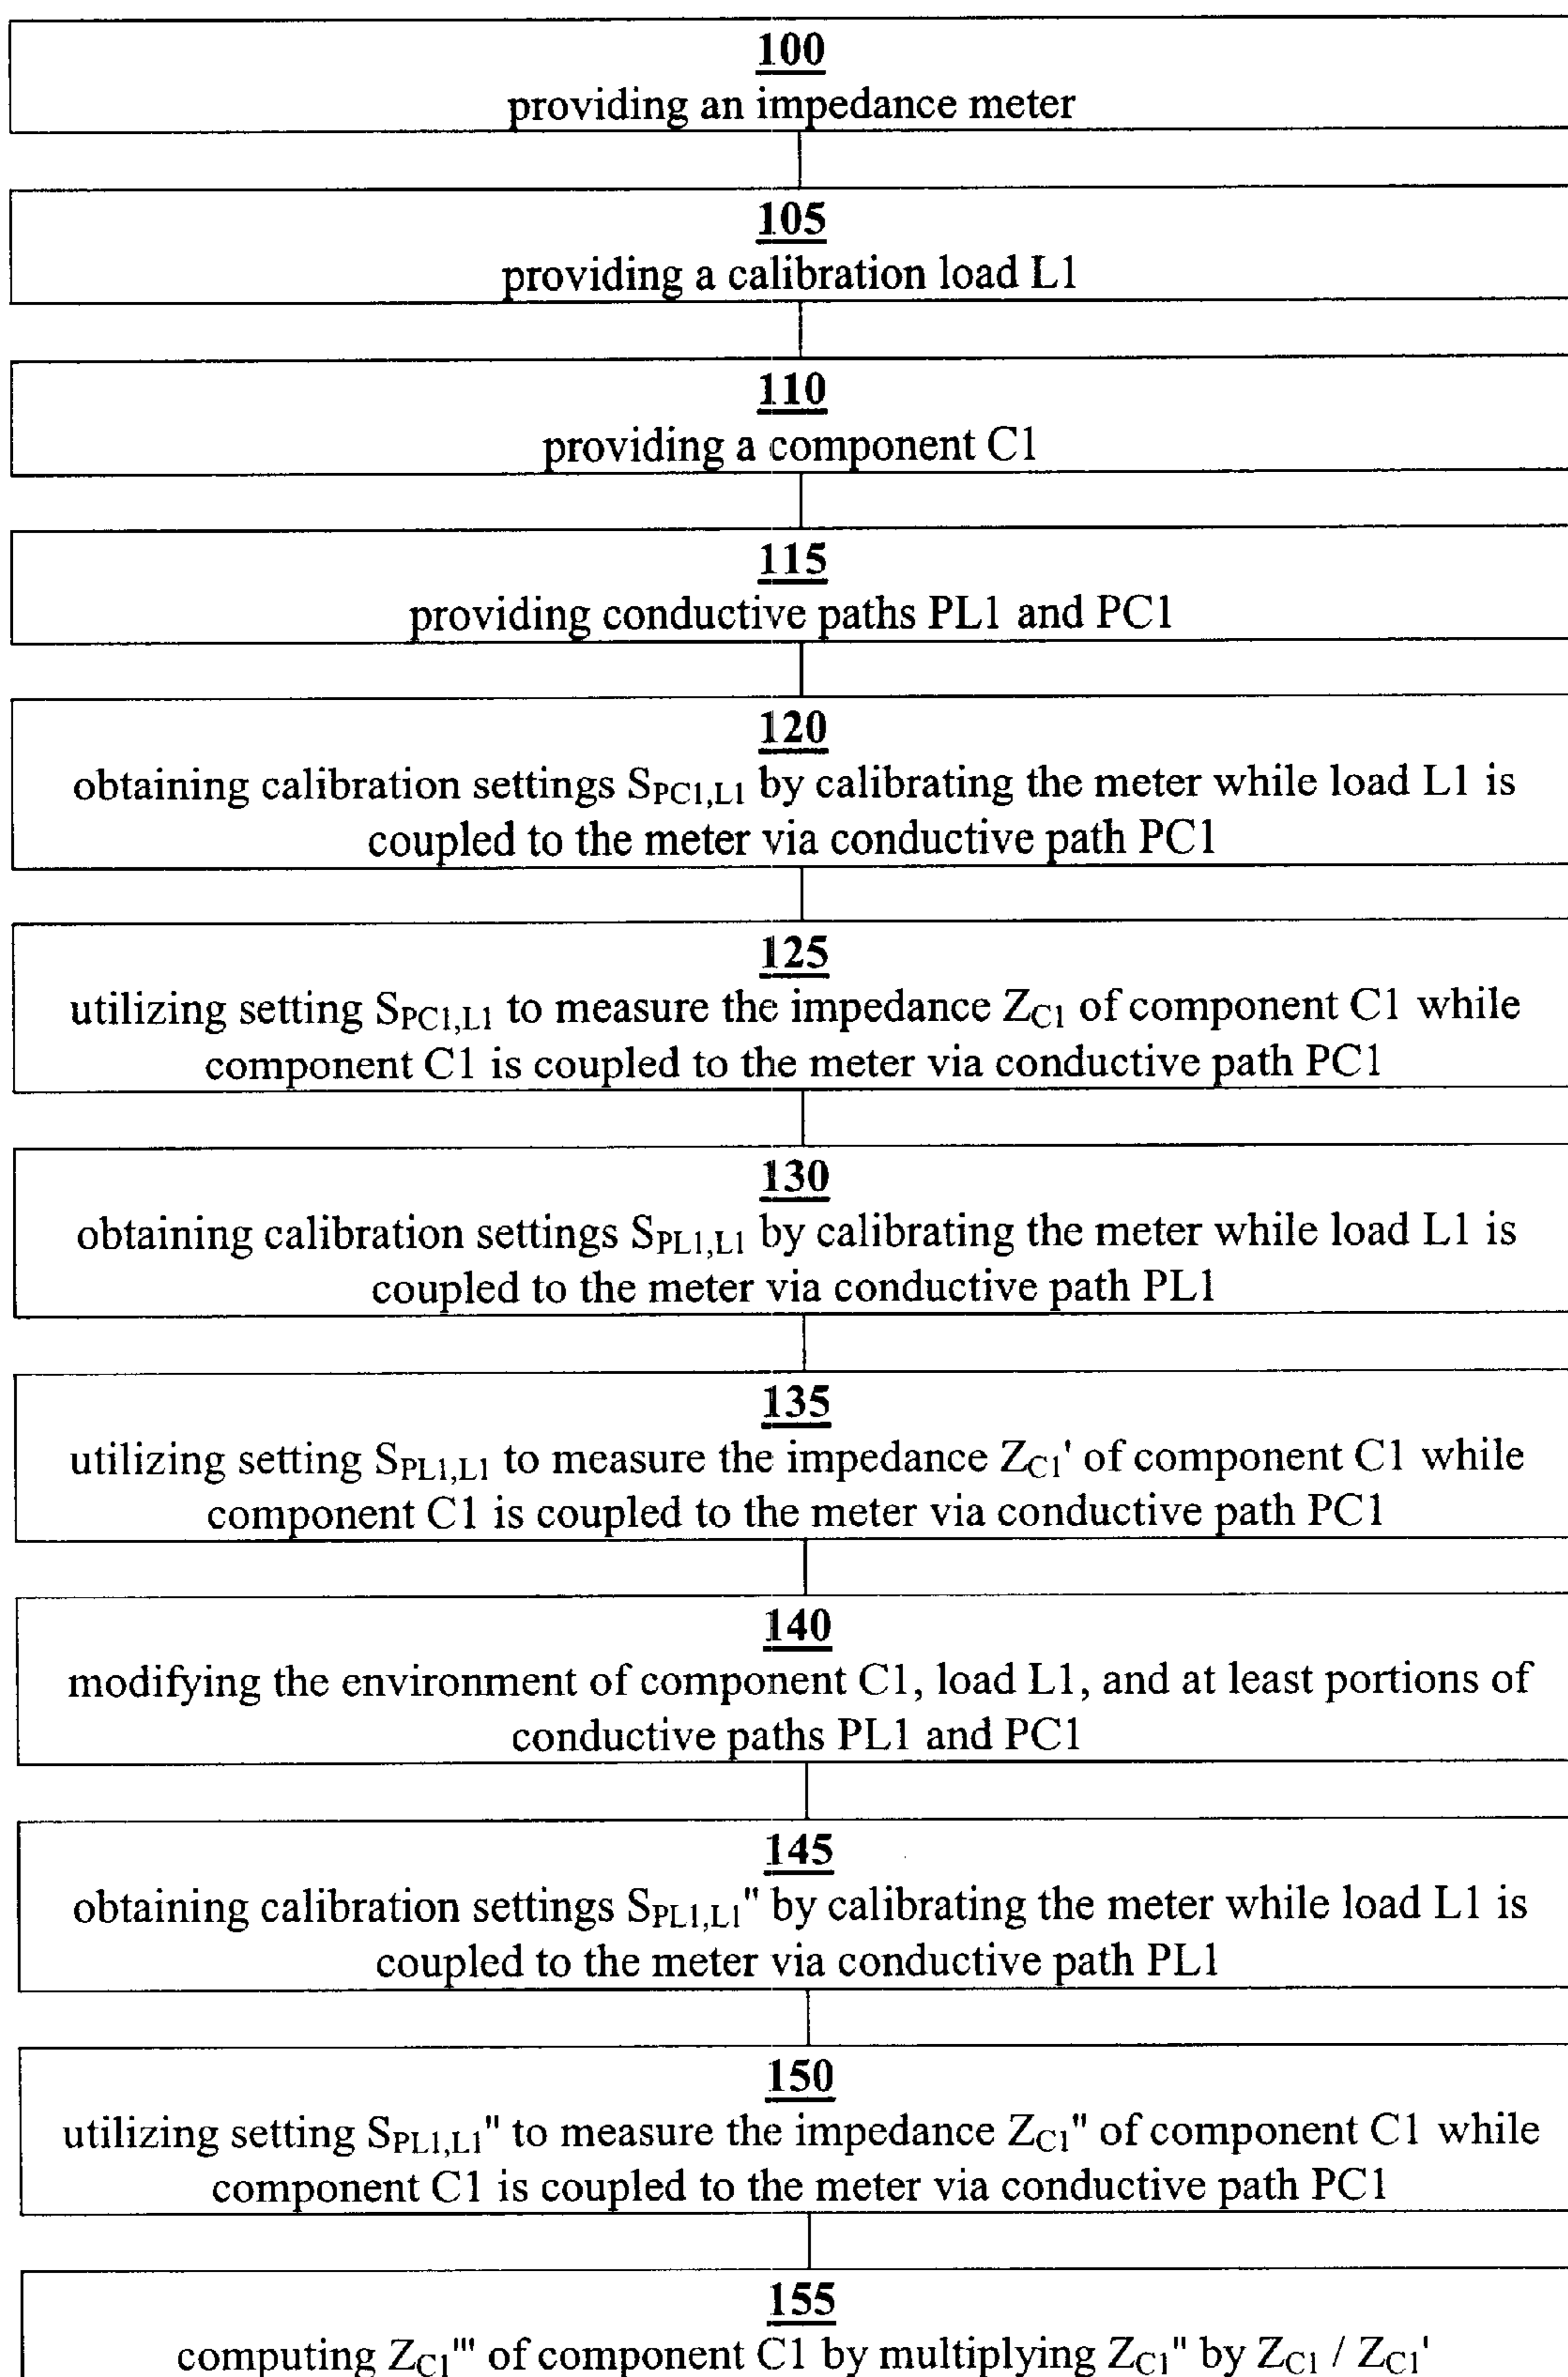 100
providing an impedance meter
105
providing a calibration load L1
110
providing a component C1
115
providing conductive paths PL1 and PC1
120
obtaining calibration settings SPC1,L1 by calibrating the meter while load L1 is
coupled to the meter via conductive path PC1
125
utilizing setting SPC1,L1 to measure the impedance ZC1 of component C1 while
component C1 is coupled to the meter via conductive path PC1
130
obtaining calibration settings SPL1,L1 by calibrating the meter while load L1 is
coupled to the meter via conductive path PL1
135
utilizing setting SPL1,L1 to measure the impedance ZC1' of component C1 while
component C1 is coupled to the meter via conductive path PC1
140
modifying the environment of component C1, load L1, and at least portions of
conductive paths PL1 and PC1
145
obtaining calibration settings SPL1,L1" by calibrating the meter while load L1 is
coupled to the meter via conductive path PL1
150
utilizing setting SPL1,L1" to measure the impedance ZC1" of component C1 while
component C1 is coupled to the meter via conductive path PC1
155
computing ZC1''' of component C1 by multiplying ZC1" by ZC1 / ZC1'